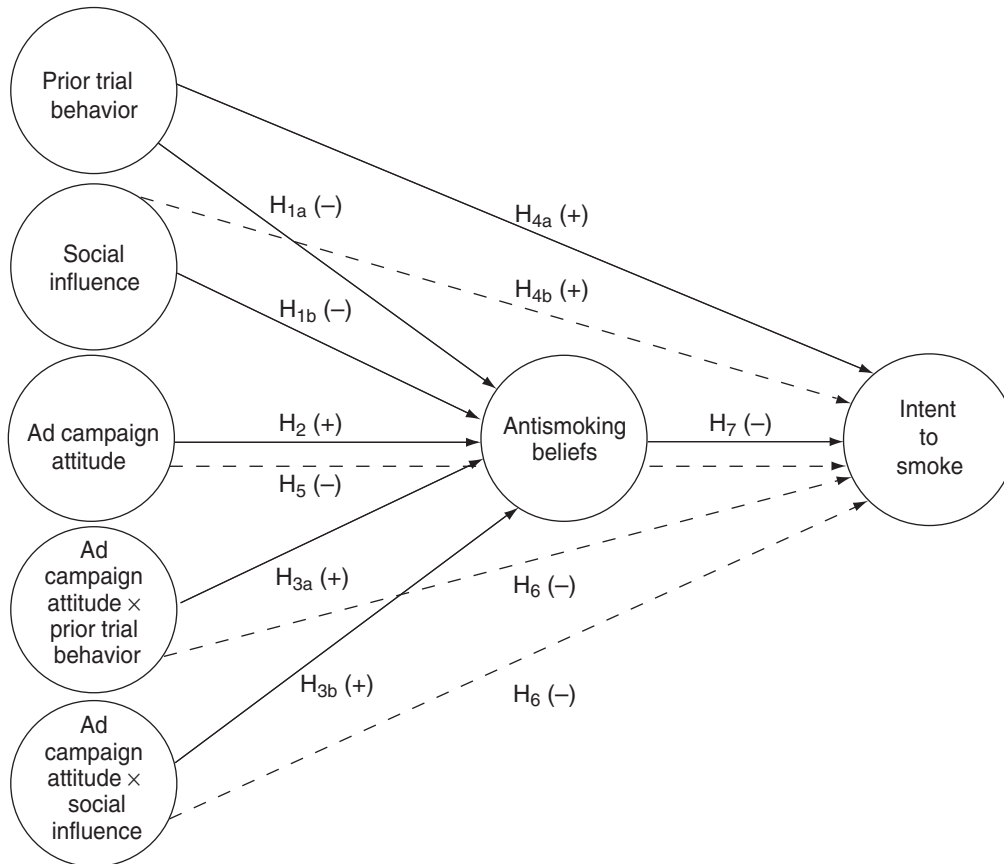 Prior trial
behavior
H1a (–)
H4a (+)
Social
influence
H4b (+)
H1b (–)
Ad campaign
attitude
H2 (+)
H5 (–)
Antismoking
beliefs
H7 (–)
Intent
to
smoke
Ad
campaign
attitude ×
prior trial
behavior
H3a (+)
H6 (–)
H3b (+)
H6 (–)
Ad
campaign
attitude ×
social
influence